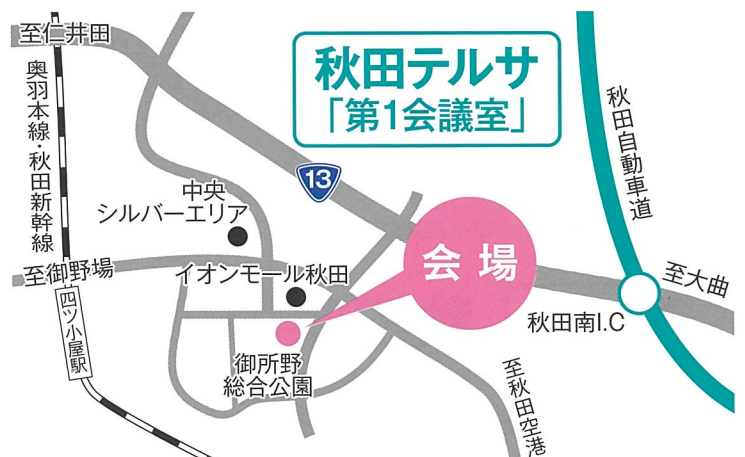 至仁井田
秋田テルサ
「第1会議室」
奥羽本線・秋田新幹線
秋田自動車道
13
中央
シルバーエリア
会場
至御野場
イオンモール秋田
至大曲
四ツ小屋駅
秋田南I.C
御所野
総合公園
至秋田空港